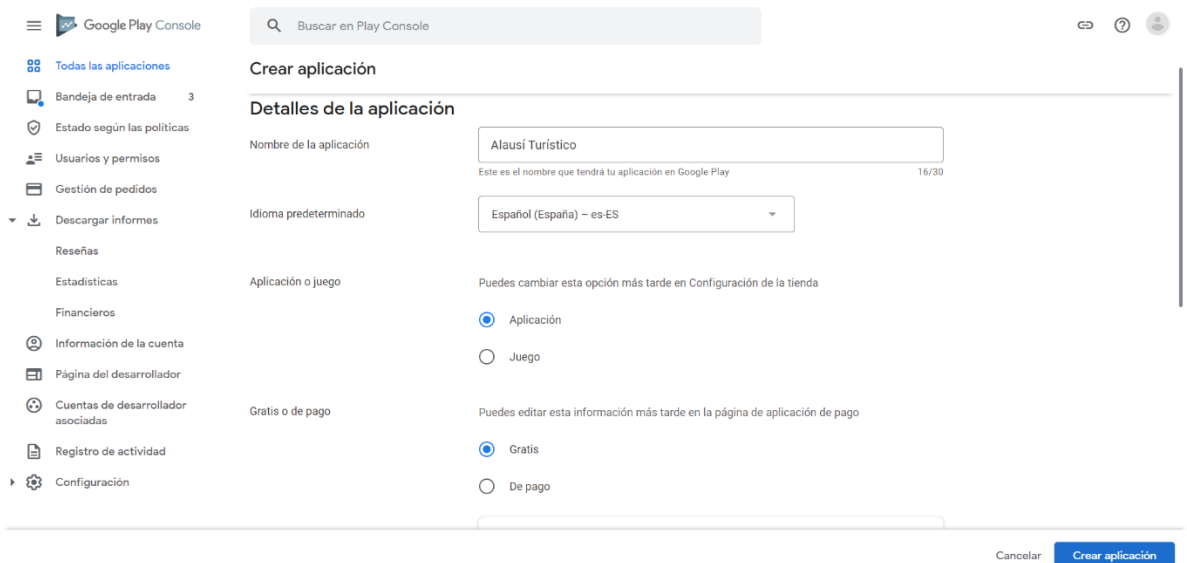 Google Play Console
Buscar en Play Console
Todas las aplicaciones
Bandeja de entrada 3
Estado según las políticas
Usuarios y permisos
Gestión de pedidos
Descargar informes
Reseñas
Estadísticas
Financieros
Información de la cuenta
Página del desarrollador
Cuentas de desarrollador
asociadas
Registro de actividad
Configuración
Crear aplicación
Detalles de la aplicación
Nombre de la aplicación
Alausí Turístico
Este es el nombre que tendrá tu aplicación en Google Play 16/30
Idioma predeterminado
Español (España) – es-ES
Aplicación o juego
Puedes cambiar esta opción más tarde en Configuración de la tienda
Aplicación
Juego
Gratis o de pago
Puedes editar esta información más tarde en la página de aplicación de pago
Gratis
De pago
Cancelar
Crear aplicación